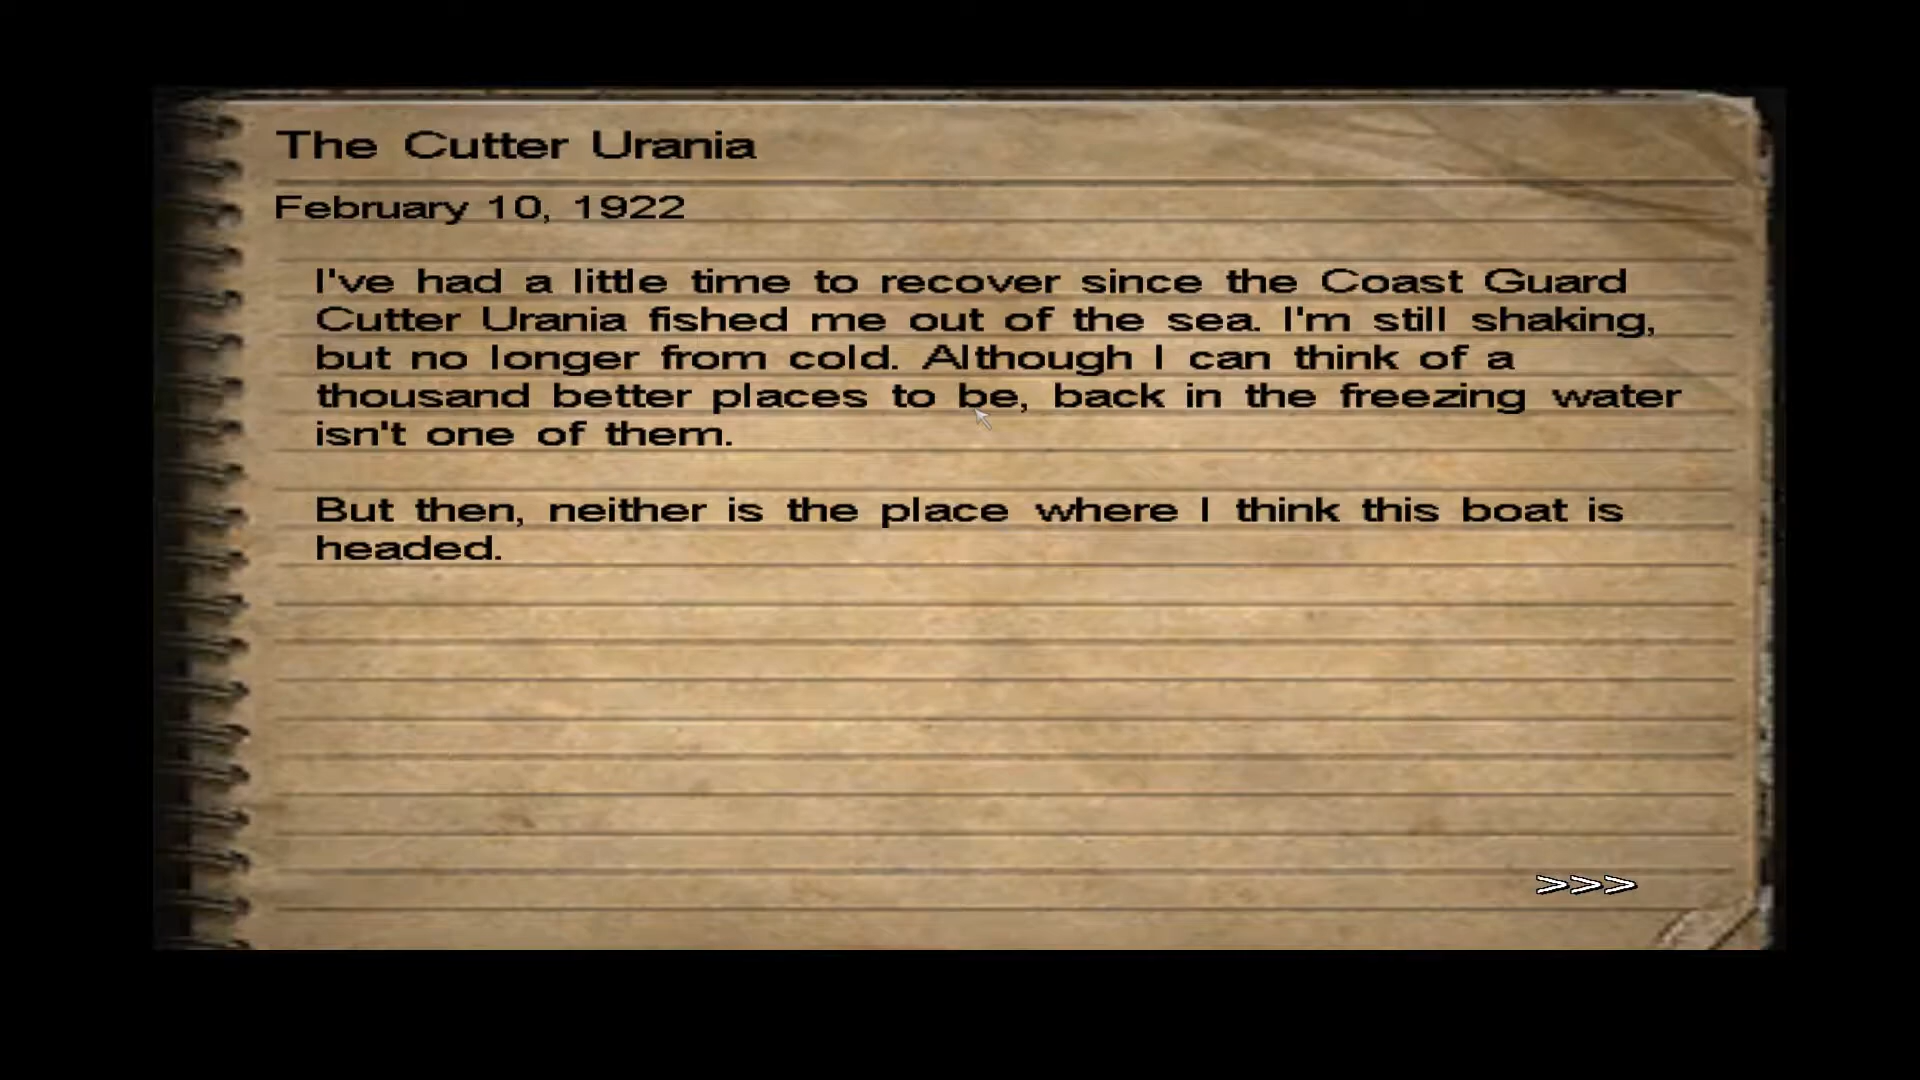 The Cutter Urania
February 10, 1922
I've had a little time to recover since the Coast Guard
Cutter Urania fished me out of the sea. I'm still shaking,
but no longer from cold. Although I can think of a
thousand better places to be, back in the freezing water
isn't one of them.
But then, neither is the place where I think this boat is
headed.
>>>